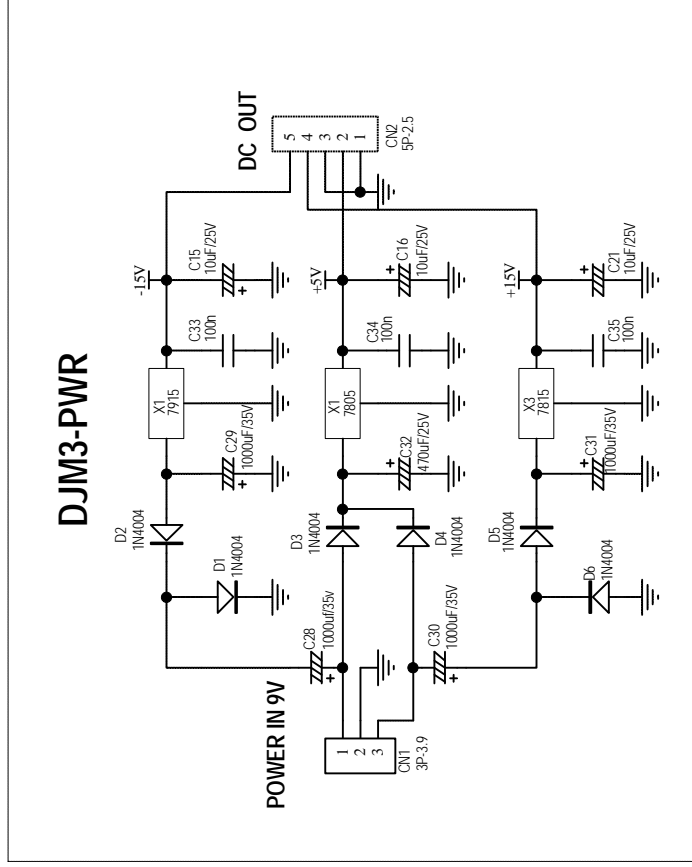 DJM3-PWR
POWER IN 9V
DC OUT
D2
1N4004
D1
1N4004
C29
1000uF/35V
X1
7915
C33
100n
-15V
C15
10uF/25V
+
+
C28
1000uf/35v
+
1
2
3
CN1
3P-3.9
D3
1N4004
D4
1N4004
C32
470uF/25V
+
X1
7805
C34
100n
+5V
C16
10uF/25V
+
5
4
3
2
1
CN2
5P-2.5
C30
1000uF/35V
+
D5
1N4004
D6
1N4004
C31
1000uF/35V
+
X3
7815
C35
100n
+15V
C21
10uF/25V
+